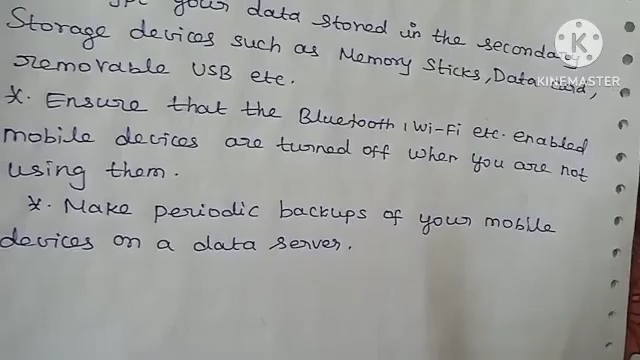 your data stored in the secondary
Storage devices such as Memory Sticks, Data card,
removable USB etc.
*. Ensure that the Bluetooth, Wi-Fi etc. enabled
mobile devices are turned off when you are not
using them.
*. Make periodic backups of your mobile
devices on a data server.
KINEMASTER